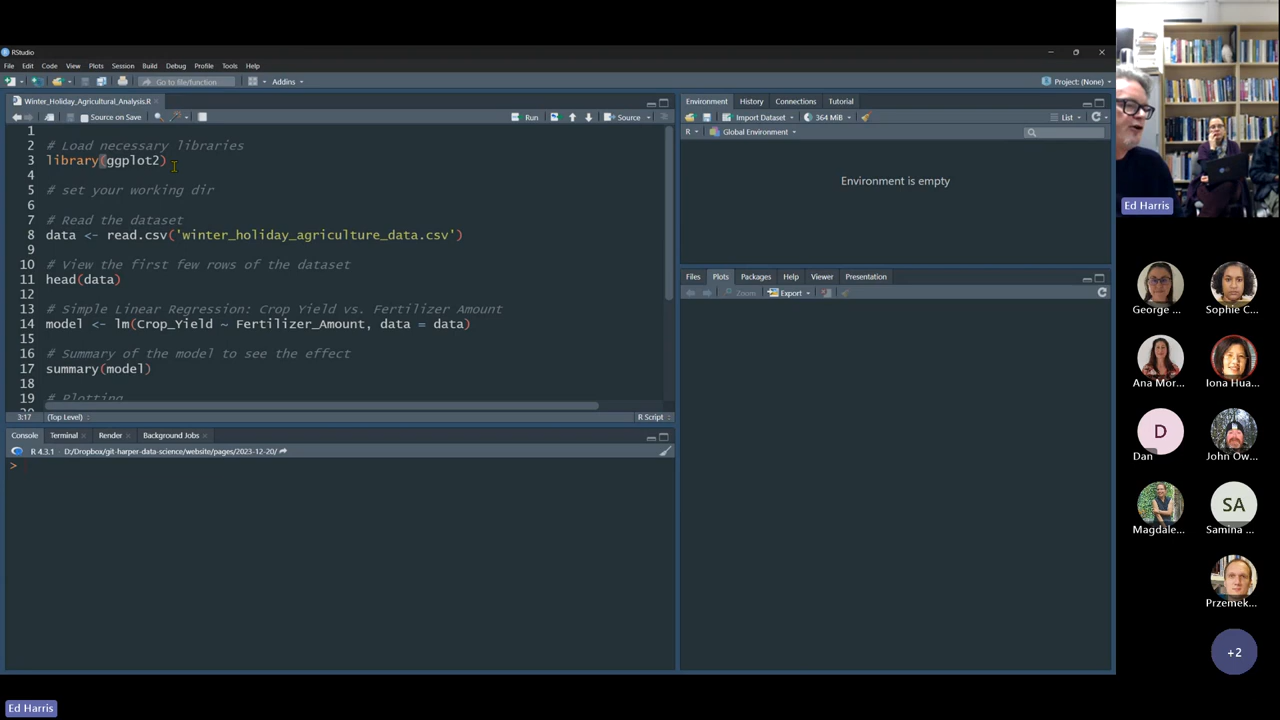 RStudio
File Edit Code View Plots Session Build Debug Profile Tools Help
Go to file/function
Addins
Project: (None)
Winter_Holiday_Agricultural_Analysis.R
Source on Save
Run
Source
1
2 # Load necessary libraries
3 library(ggplot2)
4
5 # set your working dir
6
7 # Read the dataset
8 data <- read.csv('winter_holiday_agriculture_data.csv')
9
10 # View the first few rows of the dataset
11 head(data)
12
13 # Simple Linear Regression: Crop Yield vs. Fertilizer Amount
14 model <- lm(Crop_Yield ~ Fertilizer_Amount, data = data)
15
16 # Summary of the model to see the effect
17 summary(model)
18
19 # Plotting
3:17 (Top Level) R Script
Console Terminal Render Background Jobs
R 4.3.1 · D:/Dropbox/git-harper-data-science/website/pages/2023-12-20/
>
Environment History Connections Tutorial
Import Dataset 364 MiB List
R Global Environment
Environment is empty
Files Plots Packages Help Viewer Presentation
Zoom Export
Ed Harris
George ...
Sophie C...
Ana Mor...
Iona Hua...
D
Dan
John Ow...
Magdale...
SA
Samina ...
Przemek...
+2
Ed Harris